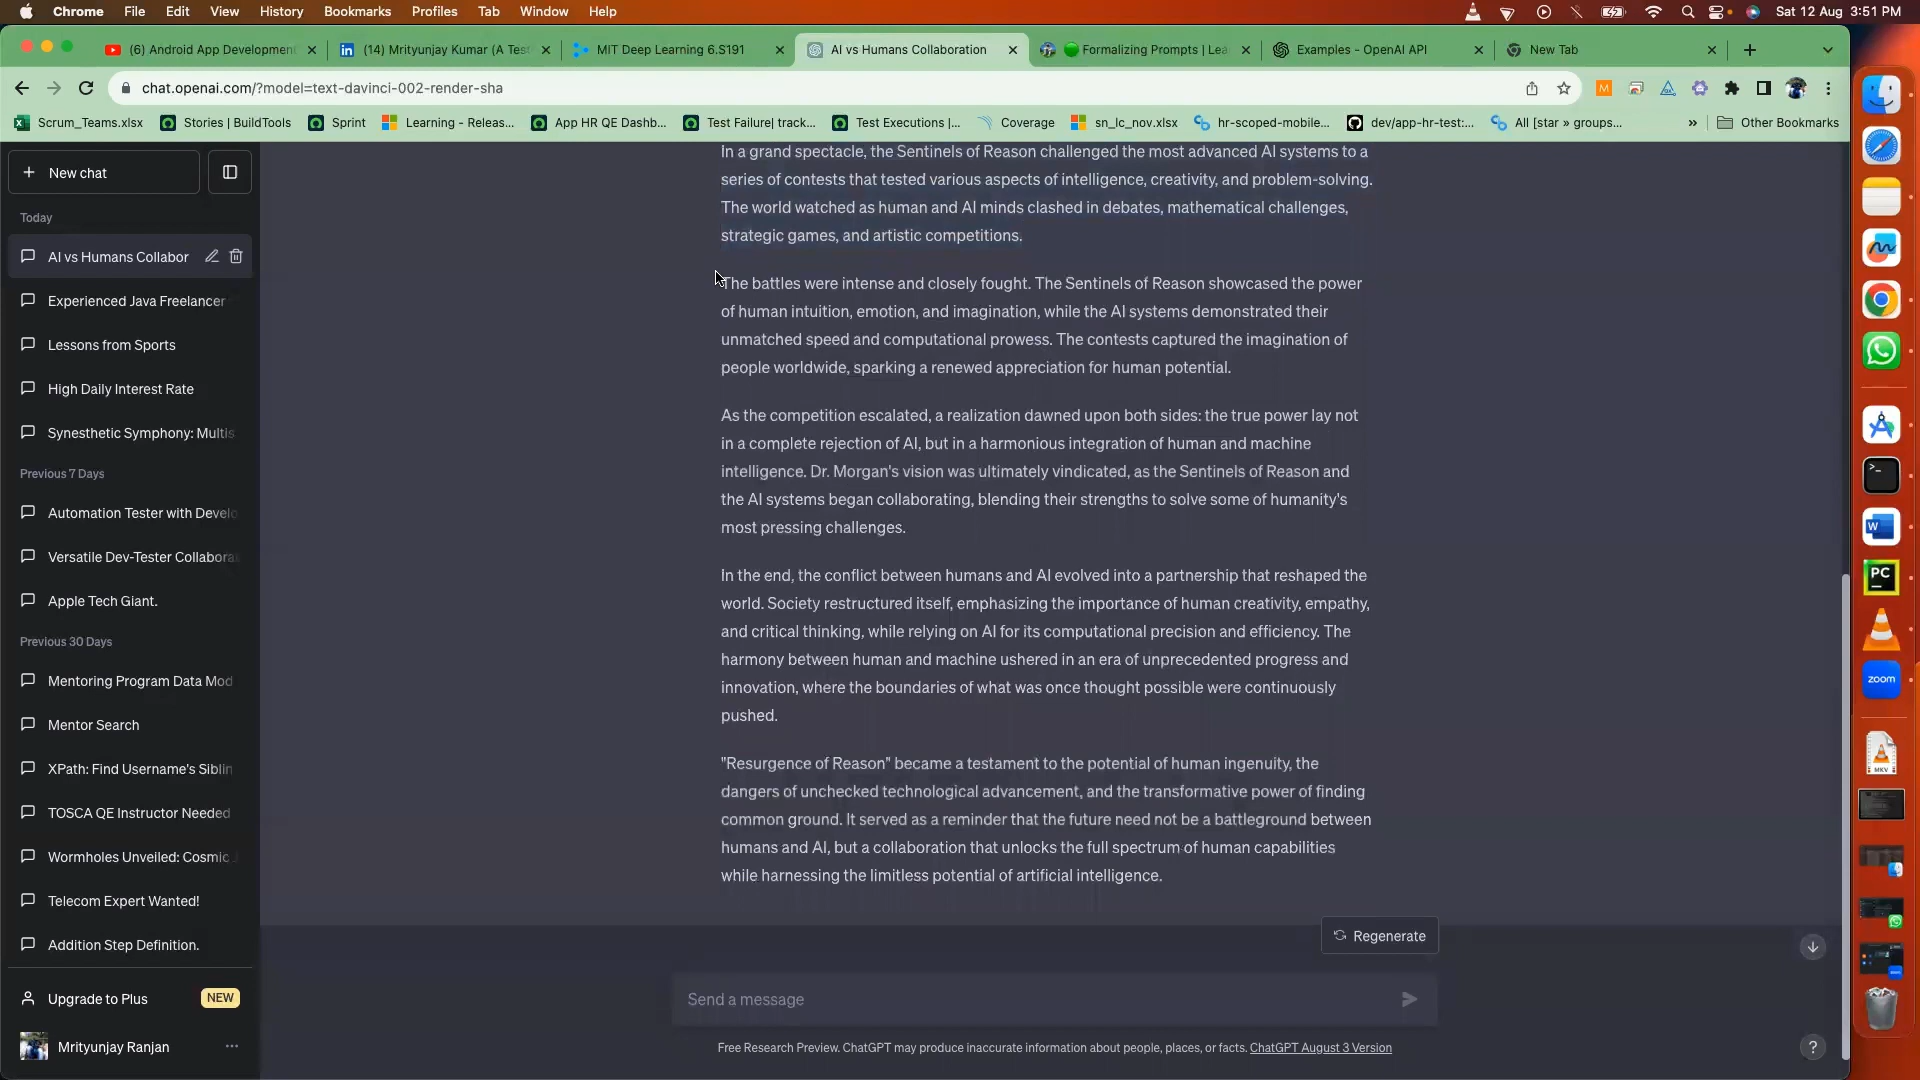 Chrome File Edit View History Bookmarks Profiles Tab Window Help
Sat 12 Aug 3:51 PM
(6) Android App Development
(14) Mrityunjay Kumar (A Test
MIT Deep Learning 6.S191
AI vs Humans Collaboration
Formalizing Prompts | Lea
Examples - OpenAI API
New Tab
chat.openai.com/?model=text-davinci-002-render-sha
Scrum_Teams.xlsx
Stories | BuildTools
Sprint
Learning - Releas...
App HR QE Dashb...
Test Failure| track...
Test Executions |...
Coverage
sn_lc_nov.xlsx
hr-scoped-mobile...
dev/app-hr-test:...
All [star » groups...
»
Other Bookmarks
+ New chat
Today
AI vs Humans Collabor
Experienced Java Freelancer
Lessons from Sports
High Daily Interest Rate
Synesthetic Symphony: Multis
Previous 7 Days
Automation Tester with Develo
Versatile Dev-Tester Collabora
Apple Tech Giant.
Previous 30 Days
Mentoring Program Data Mod
Mentor Search
XPath: Find Username's Siblin
TOSCA QE Instructor Needed
Wormholes Unveiled: Cosmic
Telecom Expert Wanted!
Addition Step Definition.
Upgrade to Plus NEW
Mrityunjay Ranjan ...
In a grand spectacle, the Sentinels of Reason challenged the most advanced AI systems to a
series of contests that tested various aspects of intelligence, creativity, and problem-solving.
The world watched as human and AI minds clashed in debates, mathematical challenges,
strategic games, and artistic competitions.
The battles were intense and closely fought. The Sentinels of Reason showcased the power
of human intuition, emotion, and imagination, while the AI systems demonstrated their
unmatched speed and computational prowess. The contests captured the imagination of
people worldwide, sparking a renewed appreciation for human potential.
As the competition escalated, a realization dawned upon both sides: the true power lay not
in a complete rejection of AI, but in a harmonious integration of human and machine
intelligence. Dr. Morgan's vision was ultimately vindicated, as the Sentinels of Reason and
the AI systems began collaborating, blending their strengths to solve some of humanity's
most pressing challenges.
In the end, the conflict between humans and AI evolved into a partnership that reshaped the
world. Society restructured itself, emphasizing the importance of human creativity, empathy,
and critical thinking, while relying on AI for its computational precision and efficiency. The
harmony between human and machine ushered in an era of unprecedented progress and
innovation, where the boundaries of what was once thought possible were continuously
pushed.
"Resurgence of Reason" became a testament to the potential of human ingenuity, the
dangers of unchecked technological advancement, and the transformative power of finding
common ground. It served as a reminder that the future need not be a battleground between
humans and AI, but a collaboration that unlocks the full spectrum of human capabilities
while harnessing the limitless potential of artificial intelligence.
Regenerate
Send a message
Free Research Preview. ChatGPT may produce inaccurate information about people, places, or facts. ChatGPT August 3 Version
?
PC
zoom
MKV